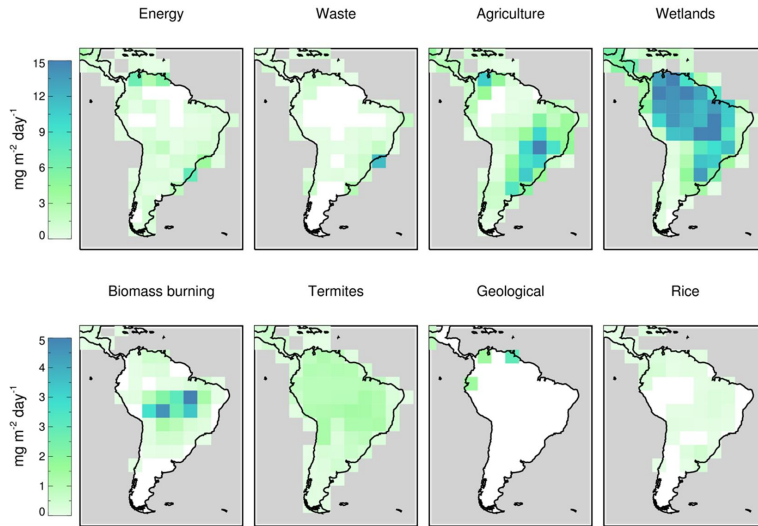 Energy
Waste
Agriculture
Wetlands
15
12
9
6
3
0
mg m⁻² day⁻¹
Biomass burning
Termites
Geological
Rice
5
4
3
3
2
1
0
mg m⁻² day⁻¹